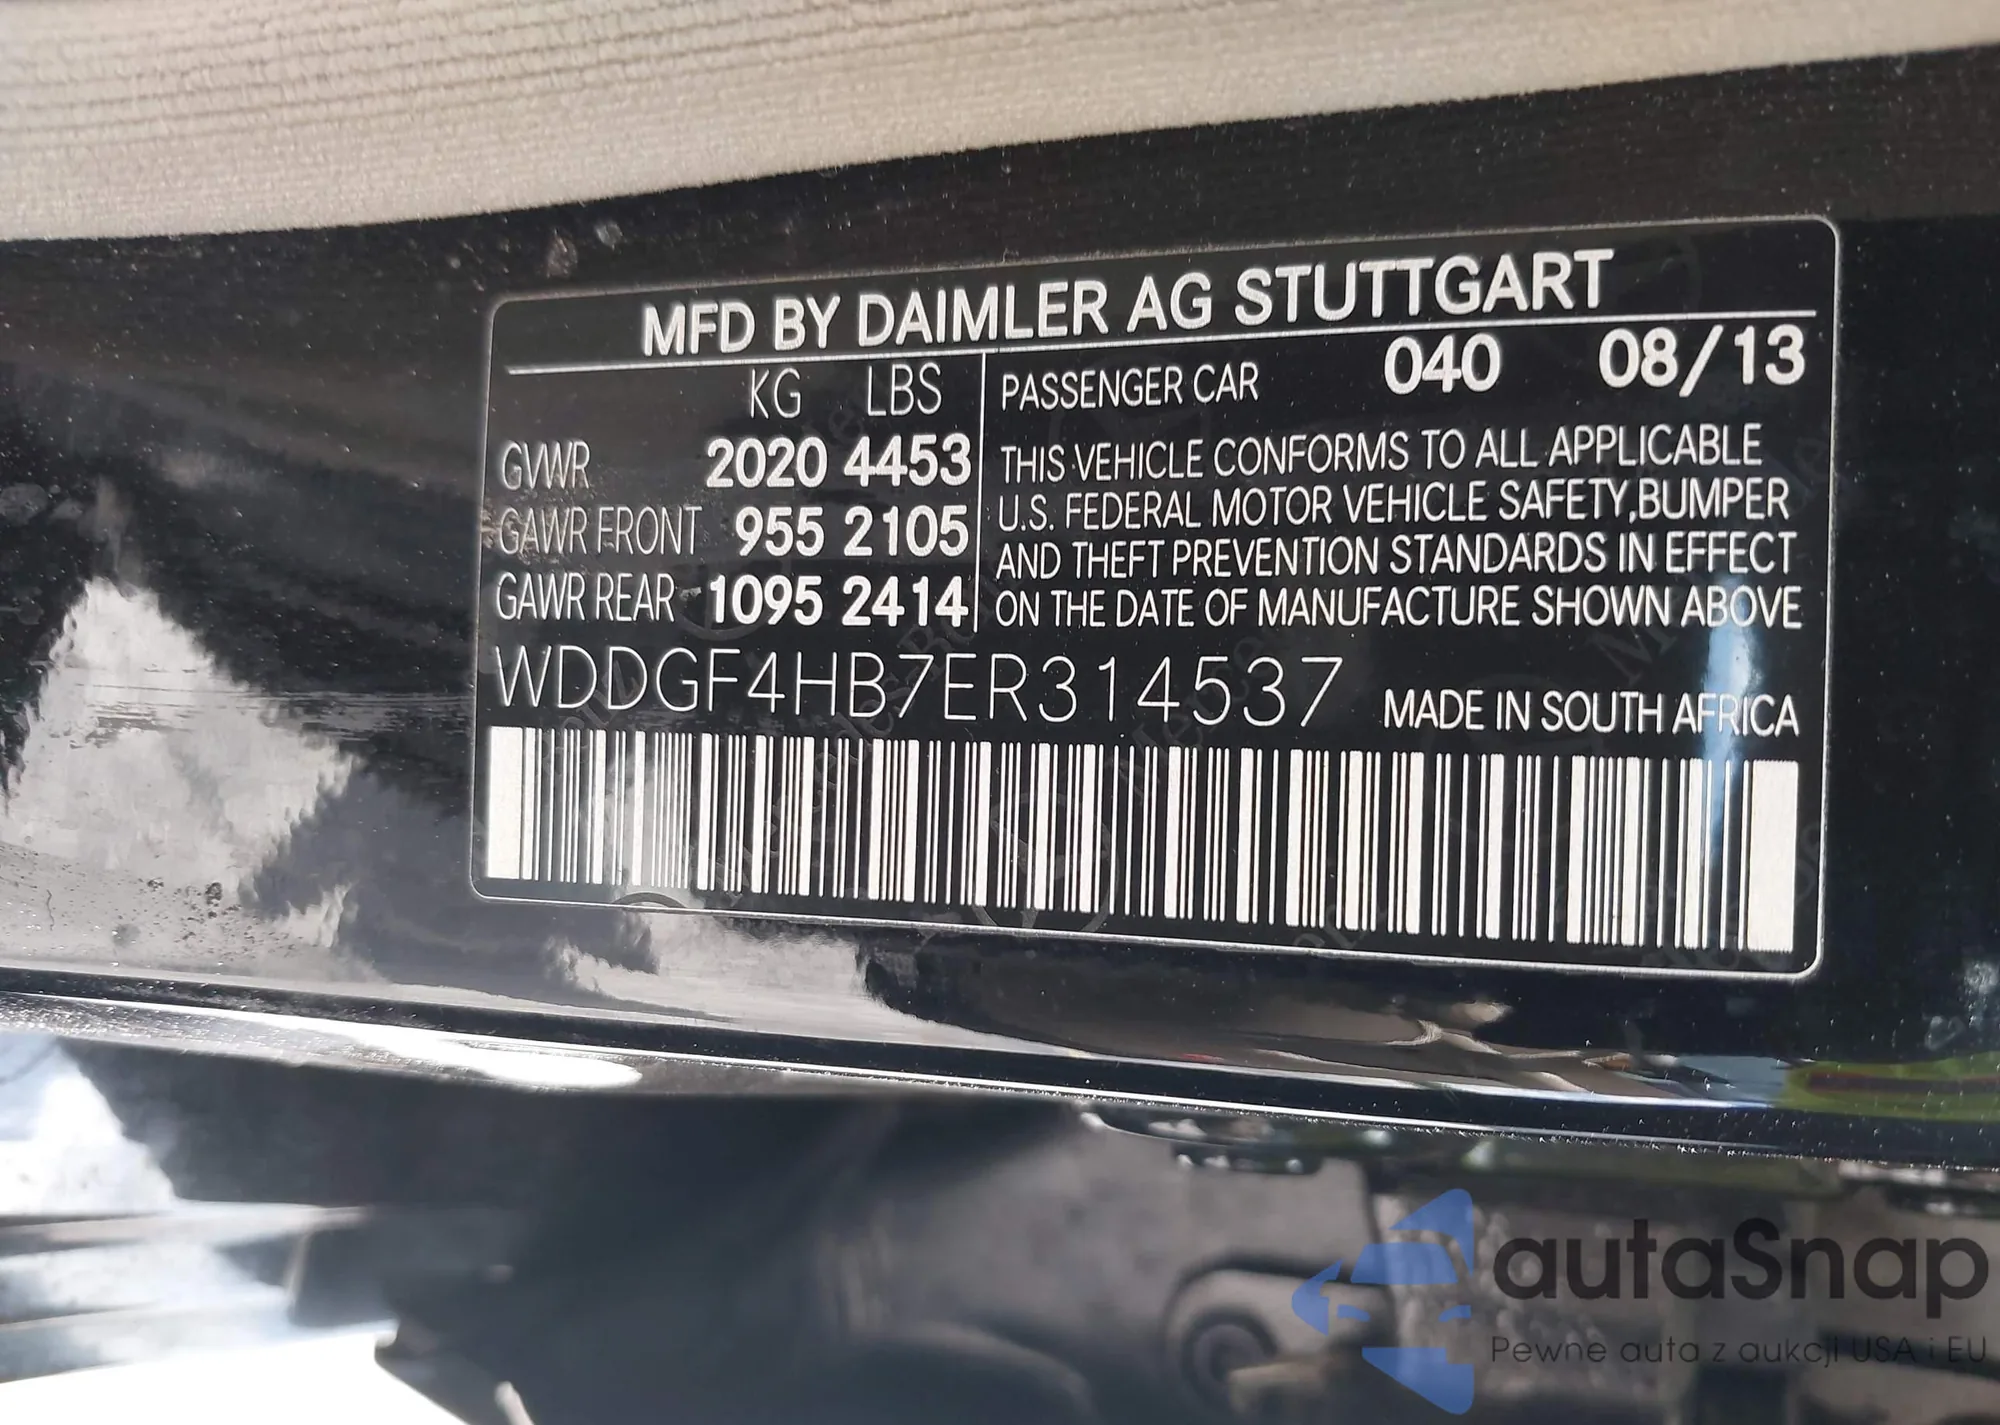 MFD BY DAIMLER AG STUTTGART
KG LBS
GVWR 2020 4453
GAWR FRONT 955 2105
GAWR REAR 1095 2414
PASSENGER CAR 040 08/13
THIS VEHICLE CONFORMS TO ALL APPLICABLE
U.S. FEDERAL MOTOR VEHICLE SAFETY,BUMPER
AND THEFT PREVENTION STANDARDS IN EFFECT
ON THE DATE OF MANUFACTURE SHOWN ABOVE
WDDGF4HB7ER314537 MADE IN SOUTH AFRICA
autaSnap
Pewne auta z aukcji USA i EU